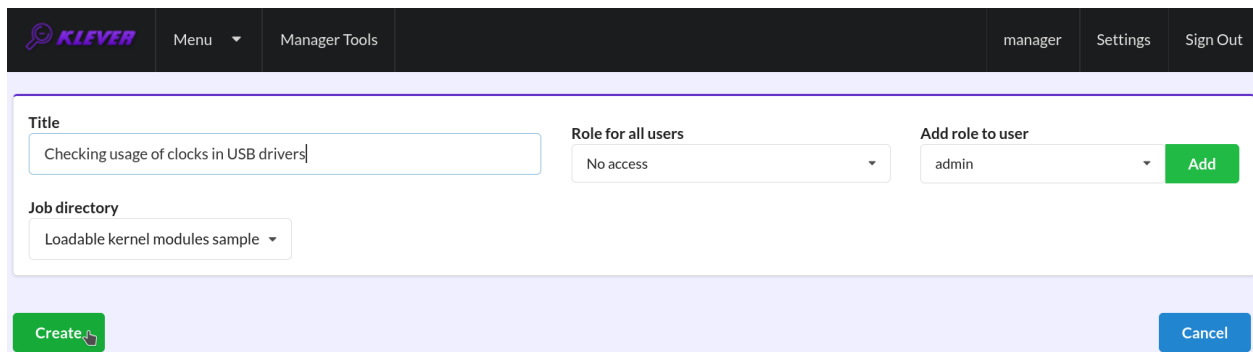 KLEVER Menu Manager Tools manager Settings Sign Out
Title
Checking usage of clocks in USB drivers
Role for all users
No access
Add role to user
admin
Add
Job directory
Loadable kernel modules sample
Create
Cancel